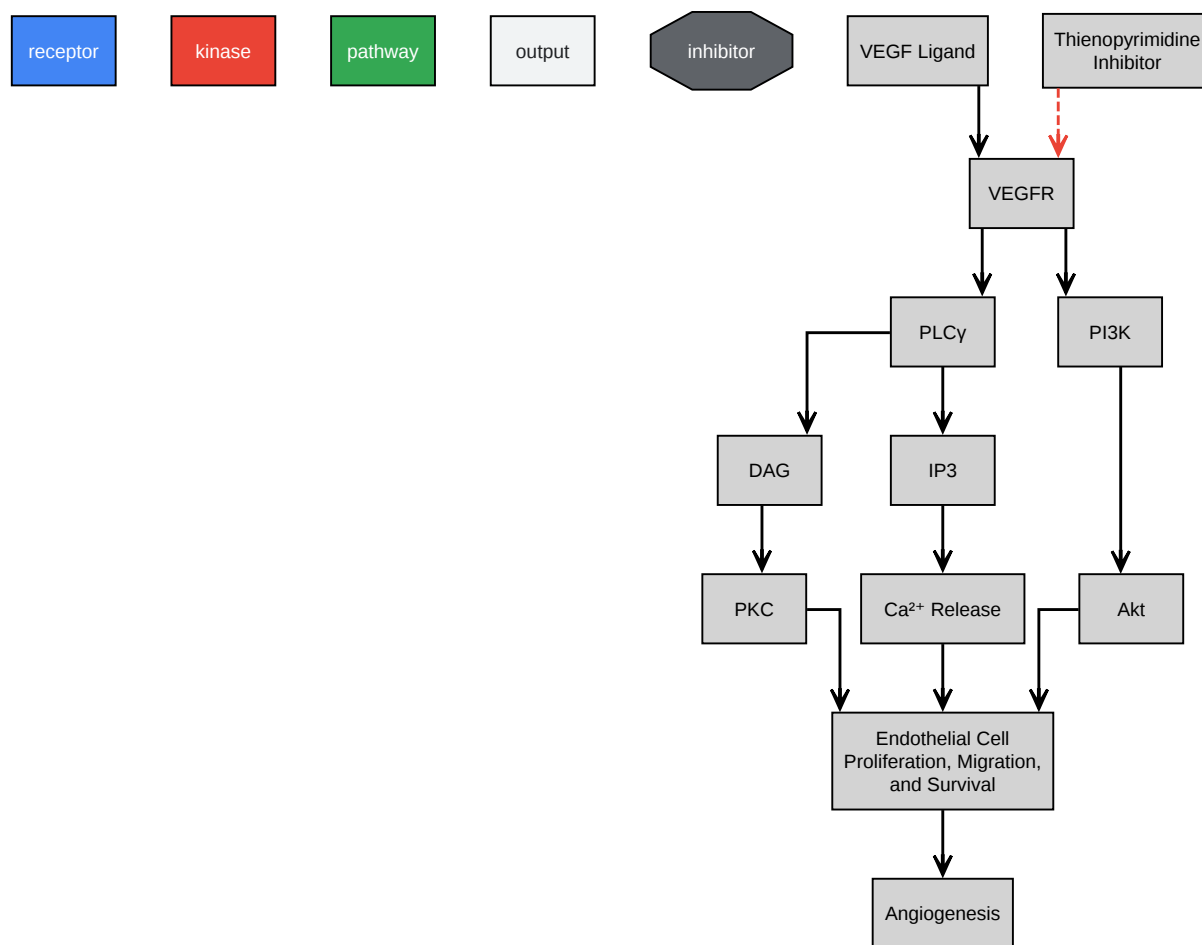 receptor
kinase
pathway
output
inhibitor
VEGF Ligand
Thienopyrimidine
Inhibitor
VEGFR
PLCγ
PI3K
DAG
IP3
PKC
Ca²⁺ Release
Akt
Endothelial Cell
Proliferation, Migration,
and Survival
Angiogenesis